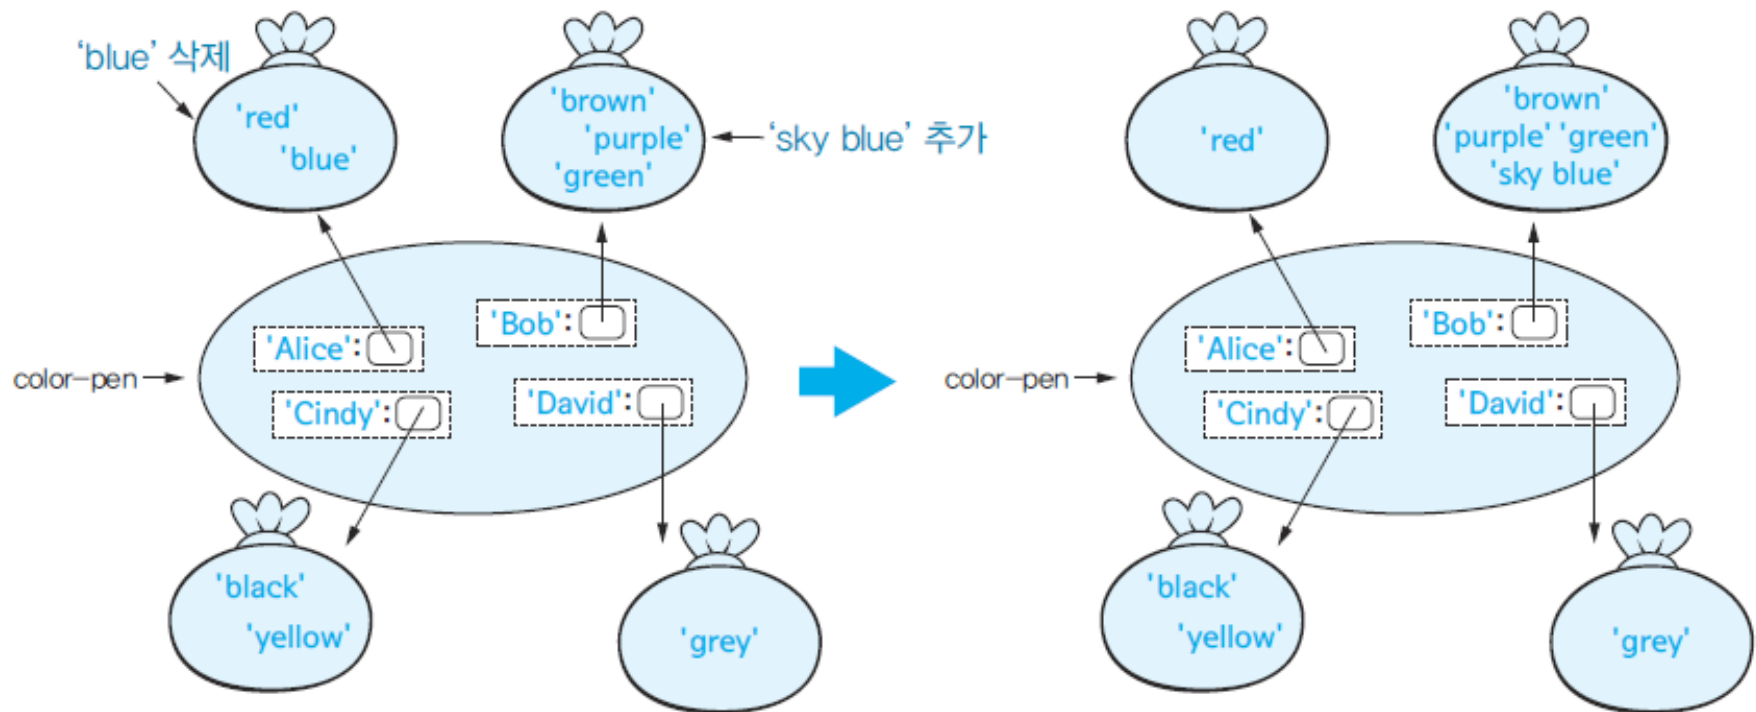 'blue' 삭제
'red'
'blue'
'brown'
'purple'
'green'
'sky blue' 추가
color-pen
'Alice':
'Bob':
'Cindy':
'David':
'black'
'yellow'
'grey'
'red'
'brown'
'purple' 'green'
'sky blue'
color-pen
'Alice':
'Bob':
'Cindy':
'David':
'black'
'yellow'
'grey'